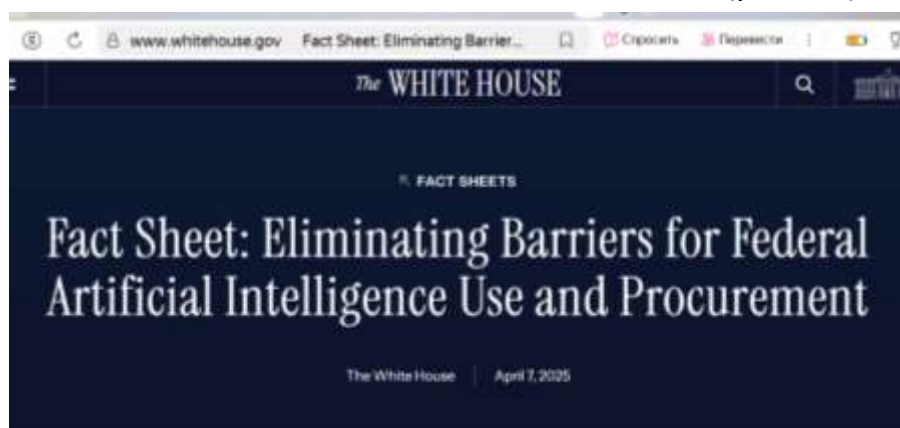 www.whitehouse.gov Fact Sheet: Eliminating Barrier... Спросить Перевести
The WHITE HOUSE
FACT SHEETS
Fact Sheet: Eliminating Barriers for Federal
Artificial Intelligence Use and Procurement
The White House April 7, 2025